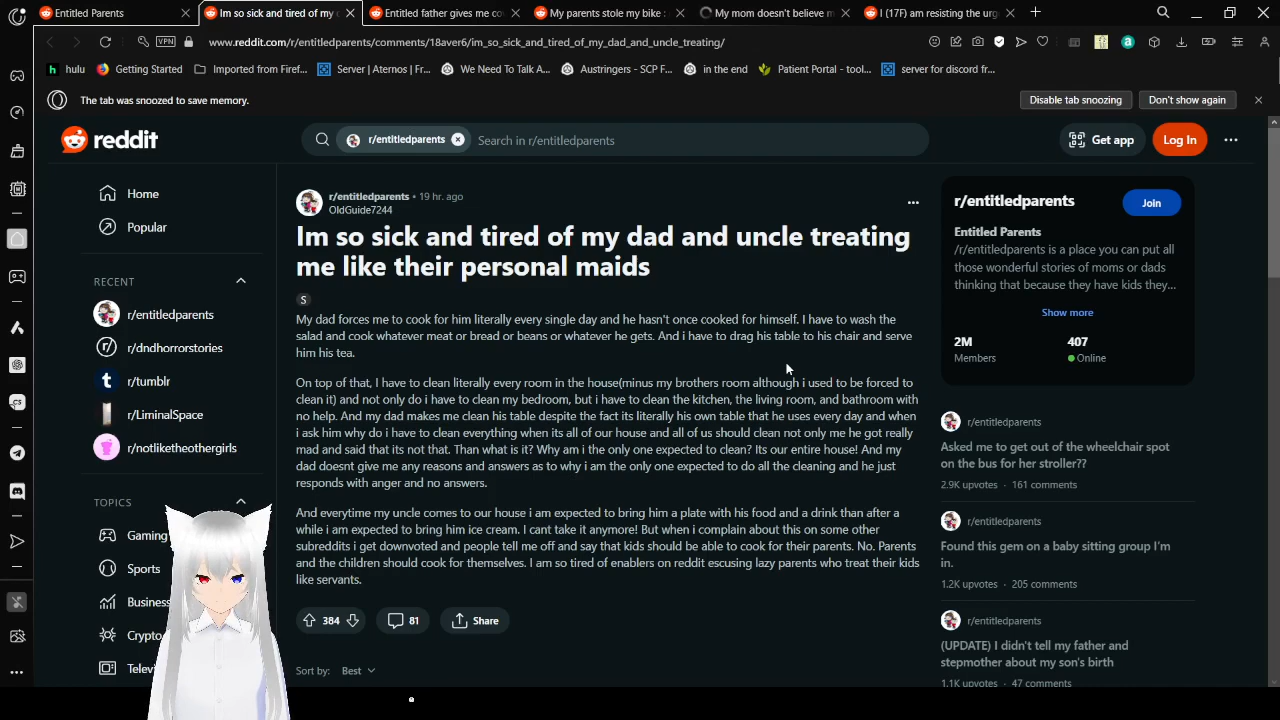 Entitled Parents
Im so sick and tired of my
Entitled father gives me co
My parents stole my bike :
My mom doesn't believe m
I (17F) am resisting the urg
VPN
www.reddit.com/r/entitledparents/comments/18aver6/im_so_sick_and_tired_of_my_dad_and_uncle_treating/
hulu
Getting Started
Imported from Firef...
Server | Aternos | Fr...
We Need To Talk A...
Austringers - SCP F...
in the end
Patient Portal - tool...
server for discord fr...
The tab was snoozed to save memory.
Disable tab snoozing
Don't show again
reddit
r/entitledparents
Search in r/entitledparents
Get app
Log In
Home
Popular
RECENT
r/entitledparents
r/dndhorrorstories
r/tumblr
r/LiminalSpace
r/notliketheothergirls
TOPICS
Gaming
Sports
Business
Crypto
Televi
r/entitledparents • 19 hr. ago
OldGuide7244
Im so sick and tired of my dad and uncle treating
me like their personal maids
S
My dad forces me to cook for him literally every single day and he hasn't once cooked for himself. I have to wash the
salad and cook whatever meat or bread or beans or whatever he gets. And i have to drag his table to his chair and serve
him his tea.
On top of that, I have to clean literally every room in the house(minus my brothers room although i used to be forced to
clean it) and not only do i have to clean my bedroom, but i have to clean the kitchen, the living room, and bathroom with
no help. And my dad makes me clean his table despite the fact its literally his own table that he uses every day and when
i ask him why do i have to clean everything when its all of our house and all of us should clean not only me he got really
mad and said that its not that. Than what is it? Why am i the only one expected to clean? Its our entire house! And my
dad doesnt give me any reasons and answers as to why i am the only one expected to do all the cleaning and he just
responds with anger and no answers.
And everytime my uncle comes to our house i am expected to bring him a plate with his food and a drink than after a
while i am expected to bring him ice cream. I cant take it anymore! But when i complain about this on some other
subreddits i get downvoted and people tell me off and say that kids should be able to cook for their parents. No. Parents
and the children should cook for themselves. I am so tired of enablers on reddit escusing lazy parents who treat their kids
like servants.
384
81
Share
Sort by: Best
r/entitledparents
Join
Entitled Parents
/r/entitledparents is a place you can put all
those wonderful stories of moms or dads
thinking that because they have kids they...
Show more
2M
Members
407
Online
r/entitledparents
Asked me to get out of the wheelchair spot
on the bus for her stroller??
2.9K upvotes • 161 comments
r/entitledparents
Found this gem on a baby sitting group I'm
in.
1.2K upvotes • 205 comments
r/entitledparents
(UPDATE) I didn't tell my father and
stepmother about my son's birth
1.1K upvotes • 47 comments